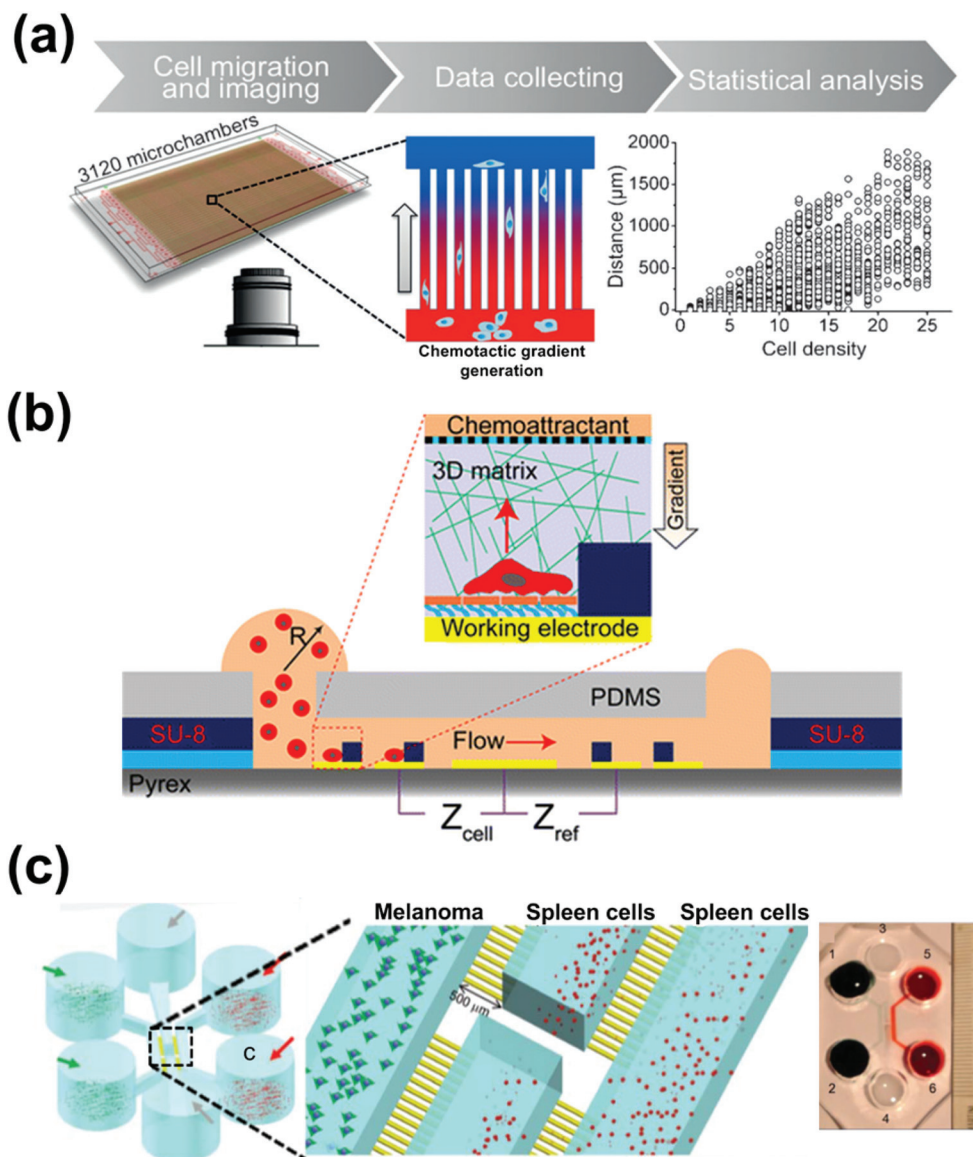 (a)
Cell migration
and imaging
Data collecting
Statistical analysis
3120 microchambers
Chemotactic gradient
generation
Distance (µm)
2000
1500
1000
500
0
0 5 10 15 20 25
Cell density
(b)
Chemoattractant
3D matrix
Gradient
Working electrode
R
PDMS
SU-8
Flow
SU-8
Pyrex
Zcell
Zref
(c)
Melanoma
Spleen cells
Spleen cells
500 µm
C
3
1
5
2
6
4